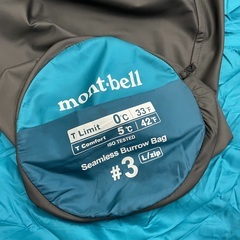 mont·bell
T Limit 0℃ 33°F
T Comfort 5℃ 42°F
ISO TESTED
Seamless Burrow Bag
#3 L/zip